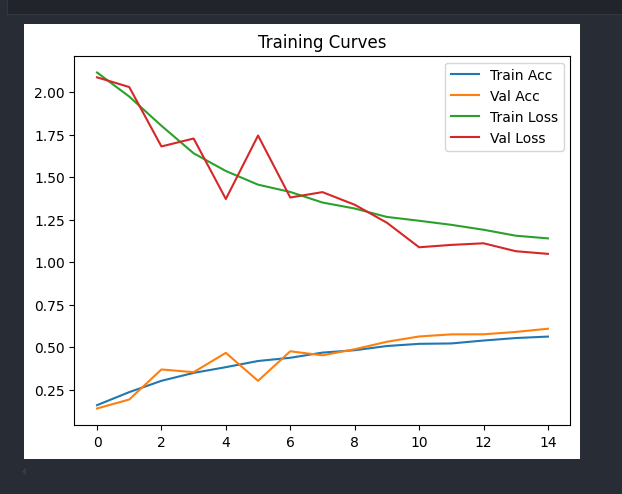 Training Curves
Train Acc
Val Acc
Train Loss
Val Loss
2.00
1.75
1.50
1.25
1.00
0.75
0.50
0.25
0 2 4 6 8 10 12 14